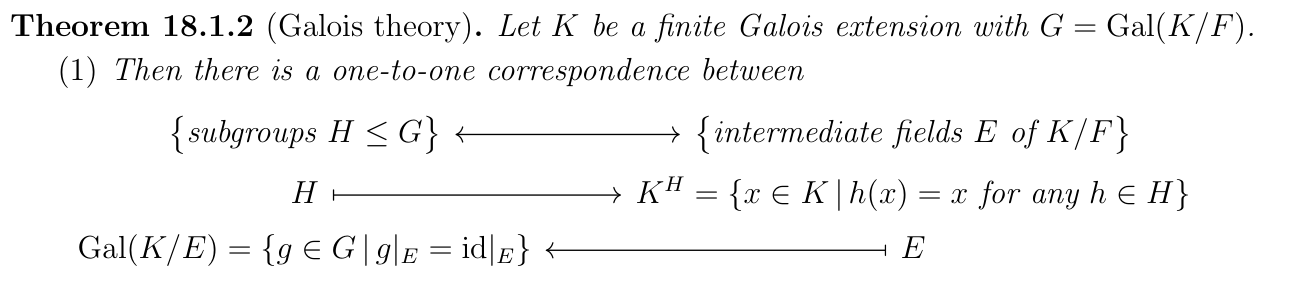 Theorem 18.1.2 (Galois theory). Let K be a finite Galois extension with G = Gal(K/F).
(1) Then there is a one-to-one correspondence between
{subgroups H ≤ G} ⟷ {intermediate fields E of K/F}
H ⟼ K^H = {x ∈ K | h(x) = x for any h ∈ H}
Gal(K/E) = {g ∈ G | g|_E = id|_E} ⟻ E